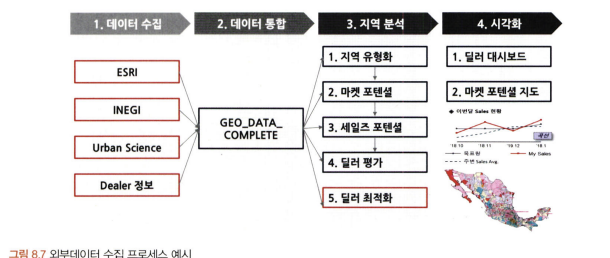 1. 데이터 수집
2. 데이터 통합
3. 지역 분석
4. 시각화
ESRI
INEGI
Urban Science
Dealer 정보
GEO_DATA_
COMPLETE
1. 지역 유형화
2. 마켓 포텐셜
3. 세일즈 포텐셜
4. 딜러 평가
5. 딜러 최적화
1. 딜러 대시보드
2. 마켓 포텐셜 지도
◆ 이번달 Sales 현황
'18.10
'18.11
'18.12
'18.1
목표량
My Sales
주변 Sales Avg.
그림 8.7 외부데이터 수집 프로세스 예시